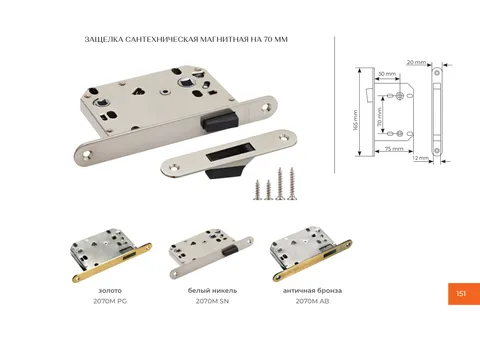 ЗАЩЕЛКА САНТЕХНИЧЕСКАЯ МАГНИТНАЯ НА 70 ММ
20 mm
50 mm
165 mm
70 mm
75 mm
12 mm
золото
2070M PG
белый никель
2070M SN
античная бронза
2070M AB
151